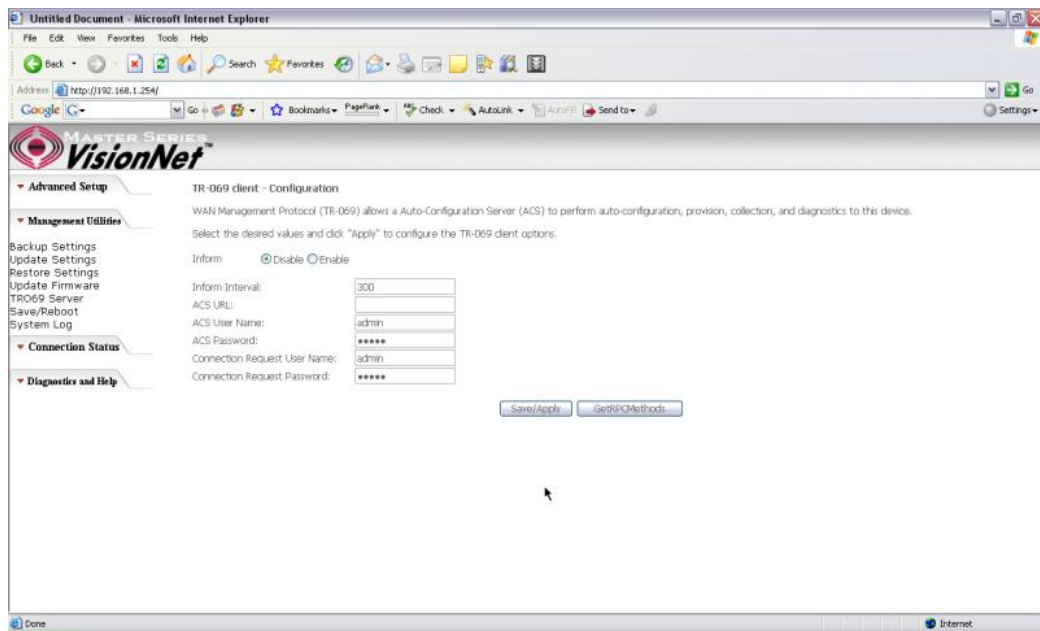 Untitled Document - Microsoft Internet Explorer
File Edit View Favorites Tools Help
Back Search Favorites
Address http://192.168.1.254/ Go
Google G Go Bookmarks PageRank Check AutoLink AutoFill Send to Settings
MASTER SERIES
VisionNet™
Advanced Setup
Management Utilities
Backup Settings
Update Settings
Restore Settings
Update Firmware
TRO69 Server
Save/Reboot
System Log
Connection Status
Diagnostics and Help
TR-069 client - Configuration
WAN Management Protocol (TR-069) allows a Auto-Configuration Server (ACS) to perform auto-configuration, provision, collection, and diagnostics to this device.
Select the desired values and click "Apply" to configure the TR-069 client options.
Inform Disable Enable
Inform Interval: 300
ACS URL:
ACS User Name: admin
ACS Password: •••••
Connection Request User Name: admin
Connection Request Password: •••••
Save/Apply GetRPCMethods
Done Internet